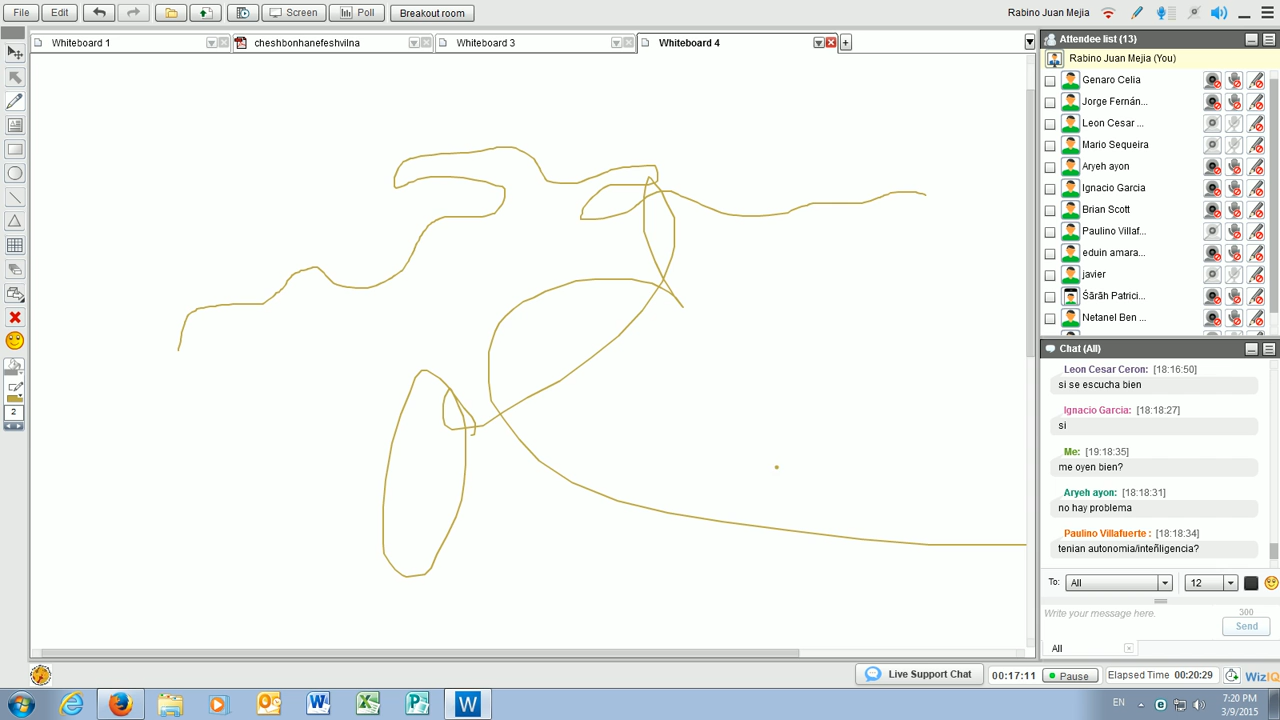 File Edit Screen Poll Breakout room Rabino Juan Mejia
Whiteboard 1 cheshbonhanefeshvilna Whiteboard 3 Whiteboard 4
Attendee list (13)
Rabino Juan Mejia (You)
Genaro Celia
Jorge Fernán...
Leon Cesar ...
Mario Sequeira
Aryeh ayon
Ignacio Garcia
Brian Scott
Paulino Villaf...
eduin amara...
javier
Śārāh Patrici...
Netanel Ben ...
Chat (All)
Leon Cesar Ceron: [18:16:50]
si se escucha bien
Ignacio Garcia: [18:18:27]
si
Me: [19:18:35]
me oyen bien?
Aryeh ayon: [18:18:31]
no hay problema
Paulino Villafuerte : [18:18:34]
tenian autonomia/inteñligencia?
To: All 12
Write your message here. 300
Send
All
2
Live Support Chat 00:17:11 Pause Elapsed Time 00:20:29 WizIQ
EN 7:20 PM
3/9/2015